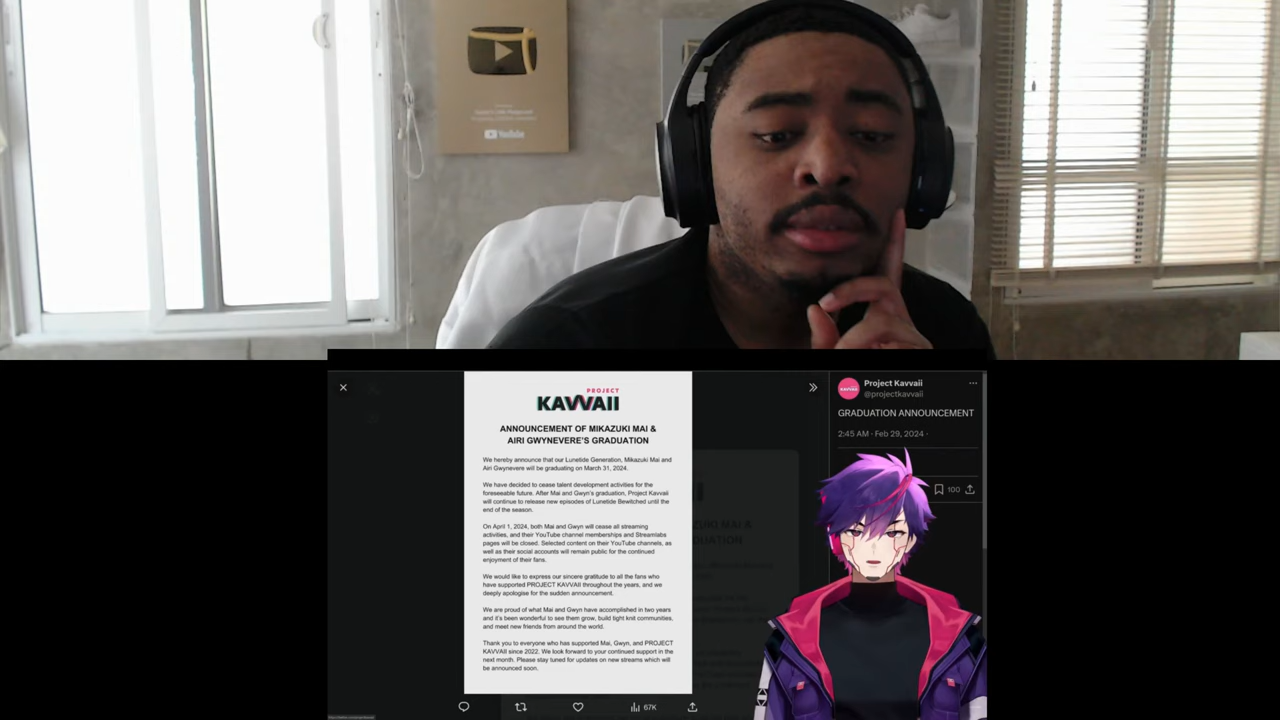 YouTube
PROJECT
KAVVAII
ANNOUNCEMENT OF MIKAZUKI MAI &
AIRI GWYNEVERE'S GRADUATION
We hereby announce that our Lunetide Generation, Mikazuki Mai and
Airi Gwynevere will be graduating on March 31, 2024.
We have decided to cease talent development activities for the
foreseeable future. After Mai and Gwyn's graduation, Project Kavvaii
will continue to release new episodes of Lunetide Bewitched until the
end of the season.
On April 1, 2024, both Mai and Gwyn will cease all streaming
activities, and their YouTube channel memberships and Streamlabs
pages will be closed. Selected content on their YouTube channels, as
well as their social accounts will remain public for the continued
enjoyment of their fans.
We would like to express our sincere gratitude to all the fans who
have supported PROJECT KAVVAII throughout the years, and we
deeply apologise for the sudden announcement.
We are proud of what Mai and Gwyn have accomplished in two years
and it's been wonderful to see them grow, build tight knit communities,
and meet new friends from around the world.
Thank you to everyone who has supported Mai, Gwyn, and PROJECT
KAVVAII since 2022. We look forward to your continued support in the
next month. Please stay tuned for updates on new streams which will
be announced soon.
67K
Project Kavvaii
@projectkavvaii
GRADUATION ANNOUNCEMENT
2:45 AM · Feb 29, 2024 ·
100